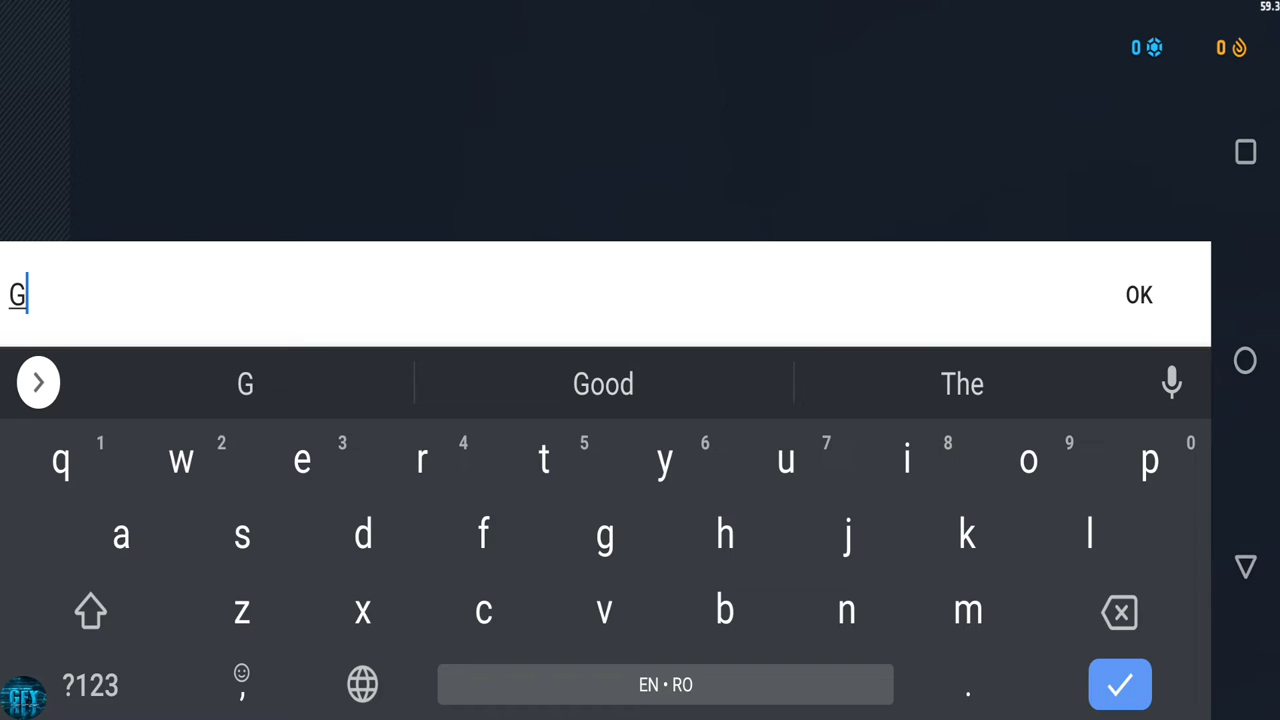 59.3
0 0
G OK
G Good The
q 1 w 2 e 3 r 4 t 5 y 6 u 7 i 8 o 9 p 0
a s d f g h j k l
z x c v b n m
?123 , EN • RO .
GFY